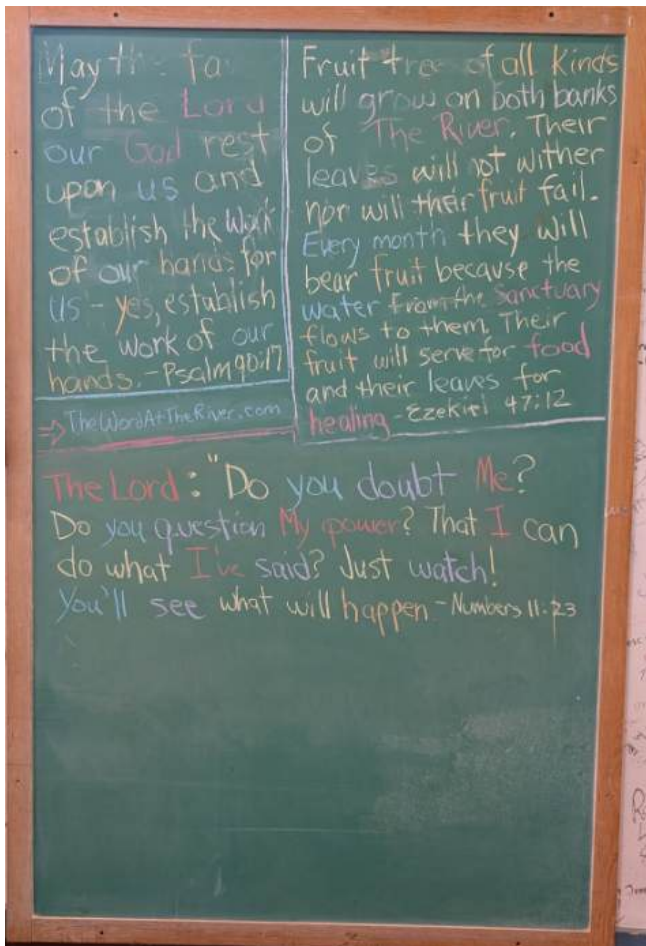 May the fa
of the Lord
our God rest
upon us and
establish the work
of our hands for
us - yes, establish
the work of our
hands. - Psalm 90:17
⇒ TheWordAtTheRiver.com
Fruit tree of all kinds
will grow on both banks
of The River. Their
leaves will not wither
nor will their fruit fail.
Every month they will
bear fruit because the
water from the Sanctuary
flows to them. Their
fruit will serve for food
and their leaves for
healing - Ezekiel 47:12
The Lord: "Do you doubt Me?
Do you question My power? That I can
do what I've said? Just watch!
You'll see what will happen - Numbers 11:23